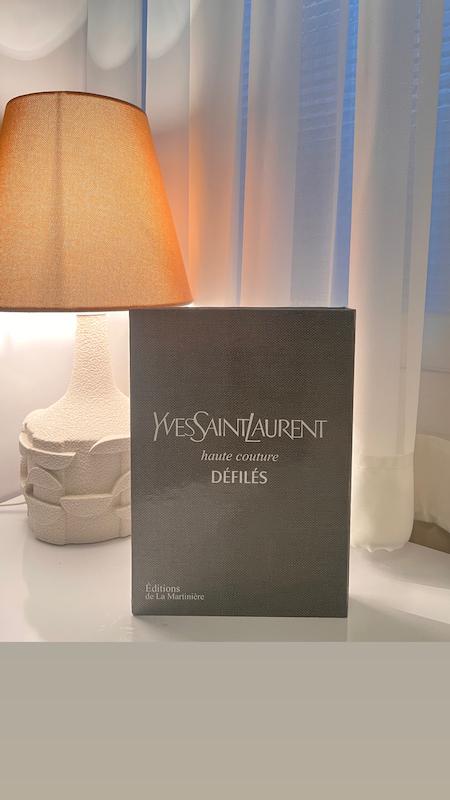 YVESSAINTLAURENT
haute couture
DÉFILÉS
Éditions
de La Martinière